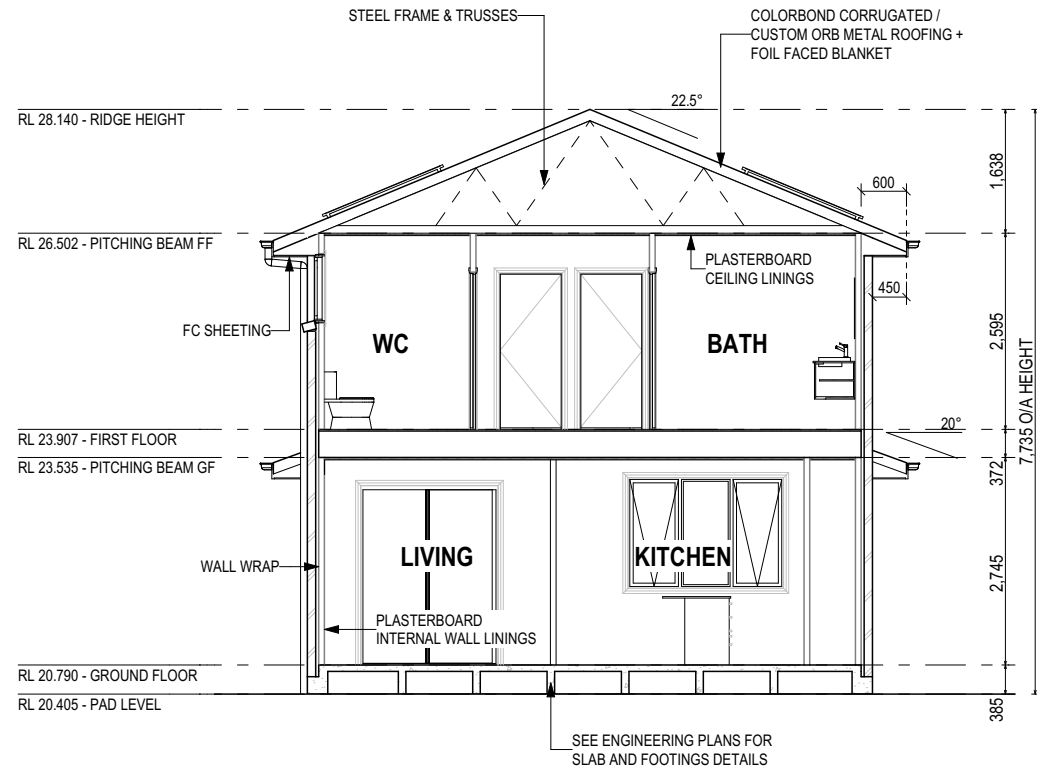 STEEL FRAME & TRUSSES
COLORBOND CORRUGATED /
CUSTOM ORB METAL ROOFING +
FOIL FACED BLANKET
22.5°
RL 28.140 - RIDGE HEIGHT
1,638
600
RL 26.502 - PITCHING BEAM FF
PLASTERBOARD
CEILING LININGS
450
FC SHEETING
WC
BATH
2,595
7,735 O/A HEIGHT
RL 23.907 - FIRST FLOOR
20°
RL 23.535 - PITCHING BEAM GF
372
LIVING
KITCHEN
WALL WRAP
2,745
PLASTERBOARD
INTERNAL WALL LININGS
RL 20.790 - GROUND FLOOR
RL 20.405 - PAD LEVEL
385
SEE ENGINEERING PLANS FOR
SLAB AND FOOTINGS DETAILS